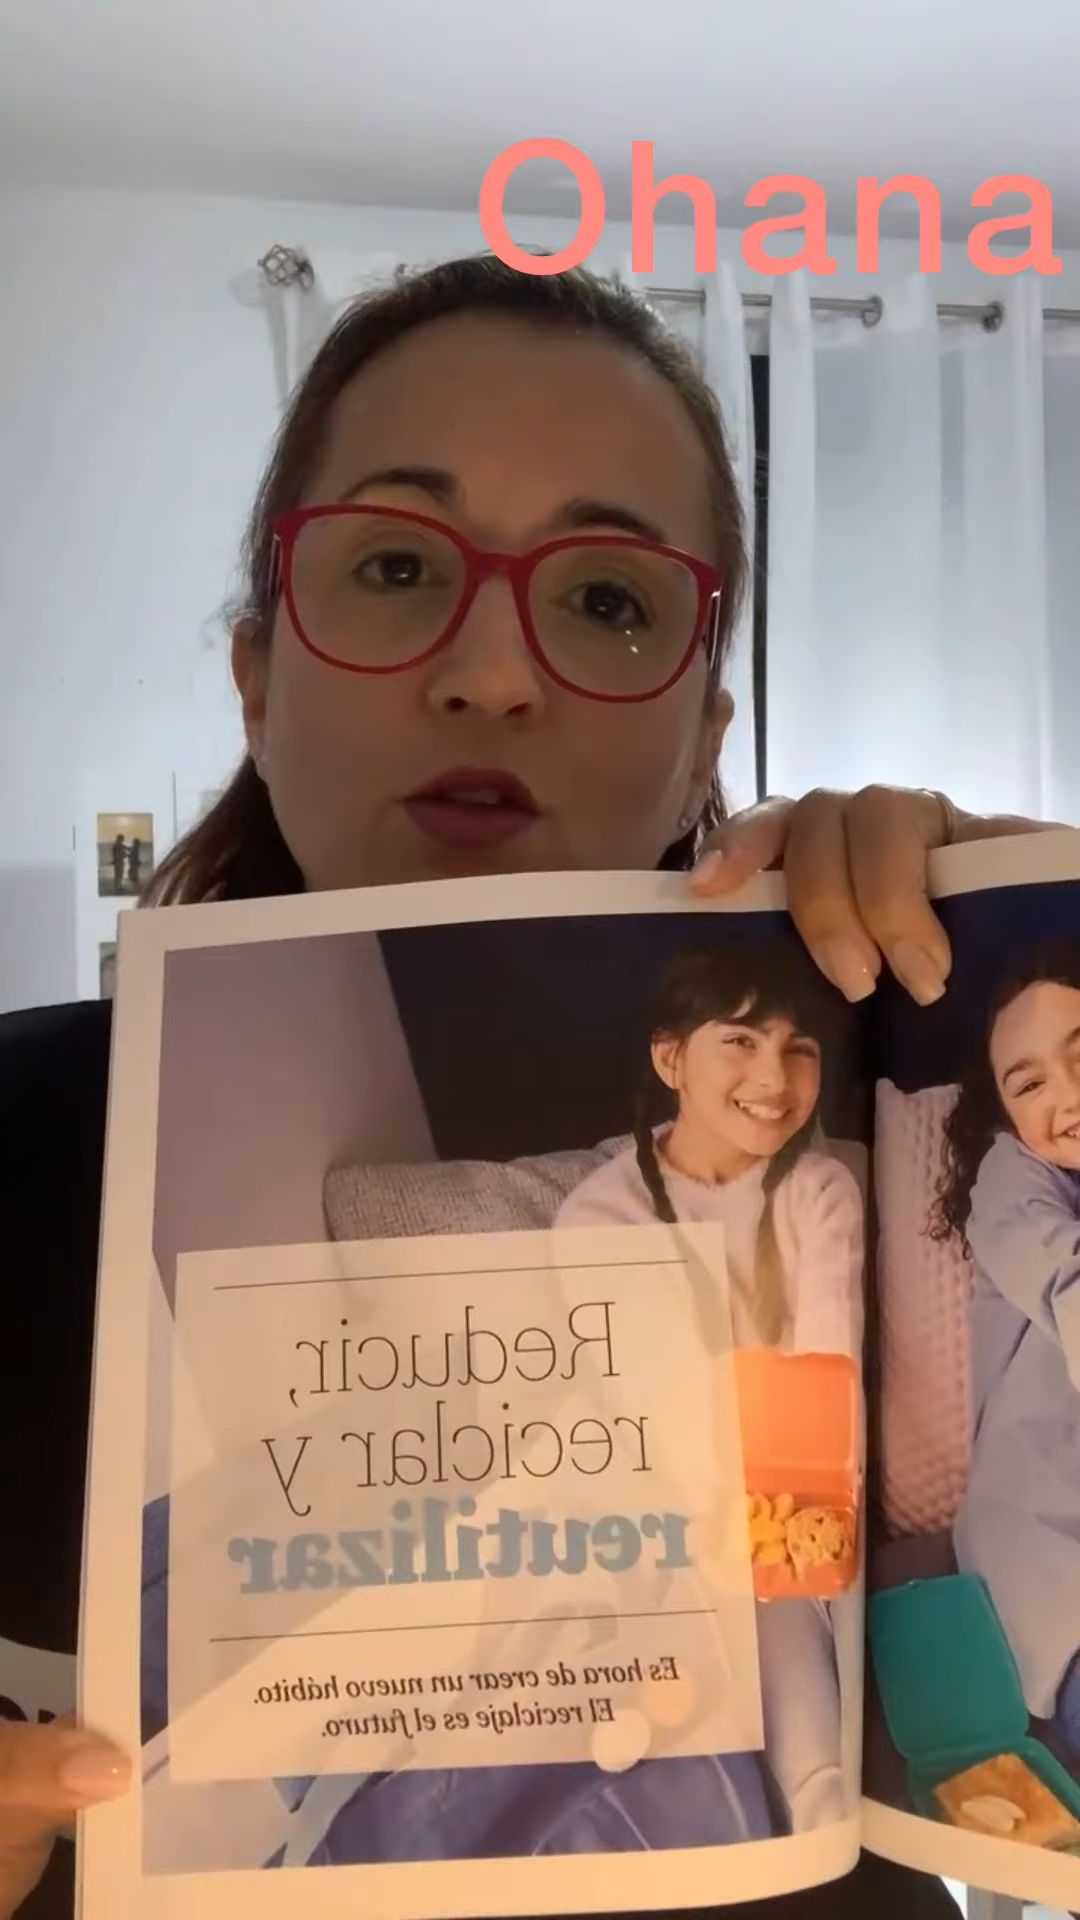 Ohana
Reducir,
reciclar y
reutilizar
Es hora de crear un nuevo hábito.
El reciclaje es el futuro.